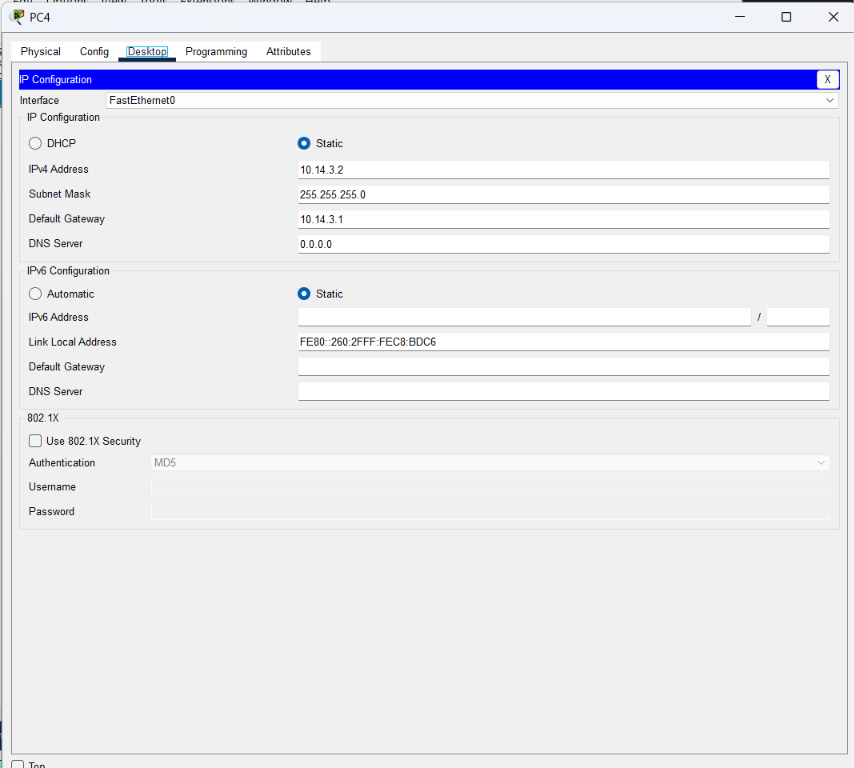 PC4
Physical Config Desktop Programming Attributes
IP Configuration X
Interface FastEthernet0
IP Configuration
DHCP Static
IPv4 Address 10.14.3.2
Subnet Mask 255.255.255.0
Default Gateway 10.14.3.1
DNS Server 0.0.0.0
IPv6 Configuration
Automatic Static
IPv6 Address /
Link Local Address FE80::260:2FFF:FEC8:BDC6
Default Gateway
DNS Server
802.1X
Use 802.1X Security
Authentication MD5
Username
Password
Top